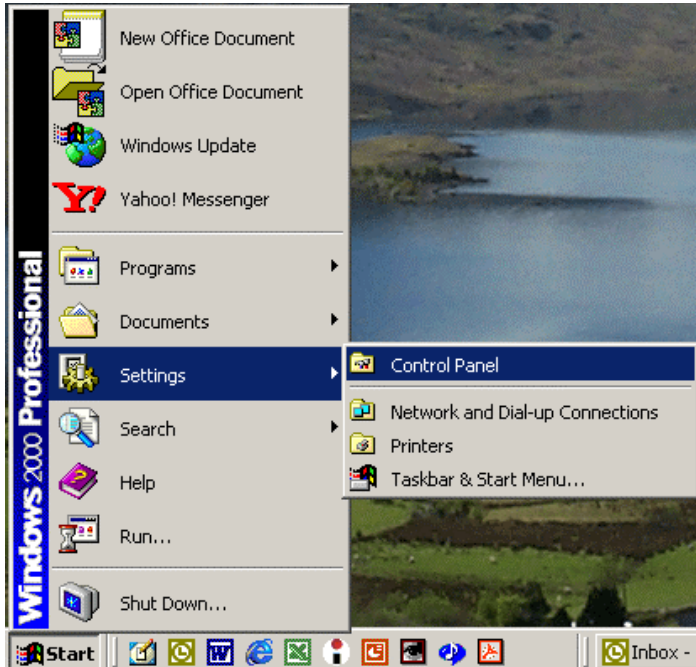 New Office Document
Open Office Document
Windows Update
Yahoo! Messenger
Programs
Documents
Settings
Search
Help
Run...
Shut Down...
Windows 2000 Professional
Control Panel
Network and Dial-up Connections
Printers
Taskbar & Start Menu...
Start
Inbox -